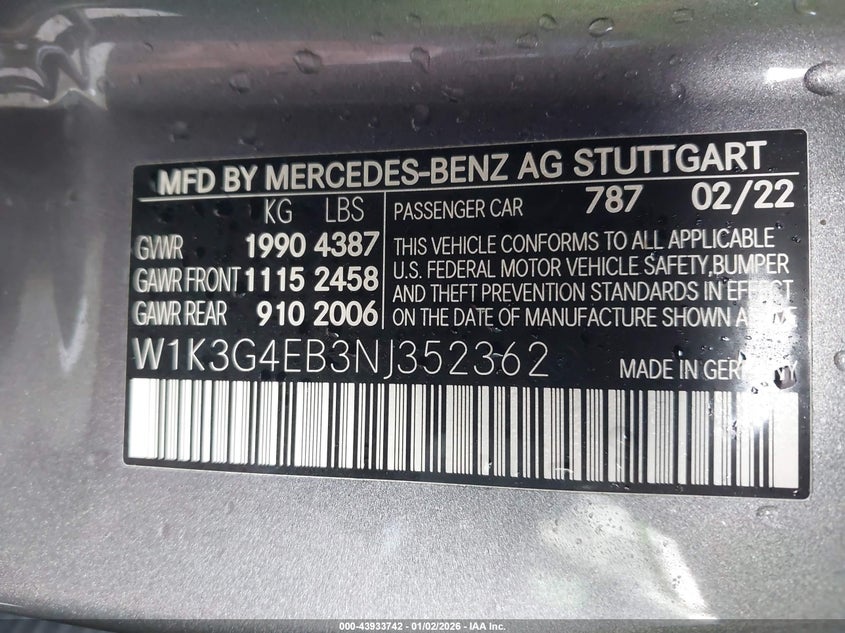 MFD BY MERCEDES-BENZ AG STUTTGART
KG LBS
GVWR 1990 4387
GAWR FRONT 1115 2458
GAWR REAR 910 2006
PASSENGER CAR 787 02/22
THIS VEHICLE CONFORMS TO ALL APPLICABLE
U.S. FEDERAL MOTOR VEHICLE SAFETY,BUMPER
AND THEFT PREVENTION STANDARDS IN EFFECT
ON THE DATE OF MANUFACTURE SHOWN ABOVE
W1K3G4EB3NJ352362
MADE IN GERMANY
000-43933742 - 01/02/2026 - IAA Inc.